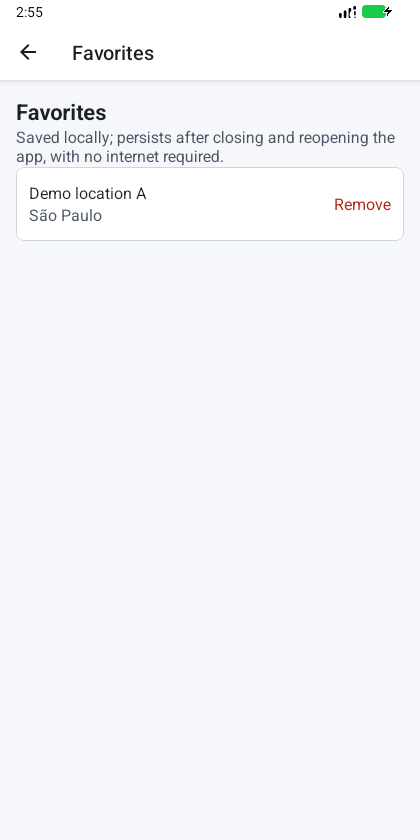 2:55
Favorites
Favorites
Saved locally; persists after closing and reopening the
app, with no internet required.
Demo location A
São Paulo
Remove